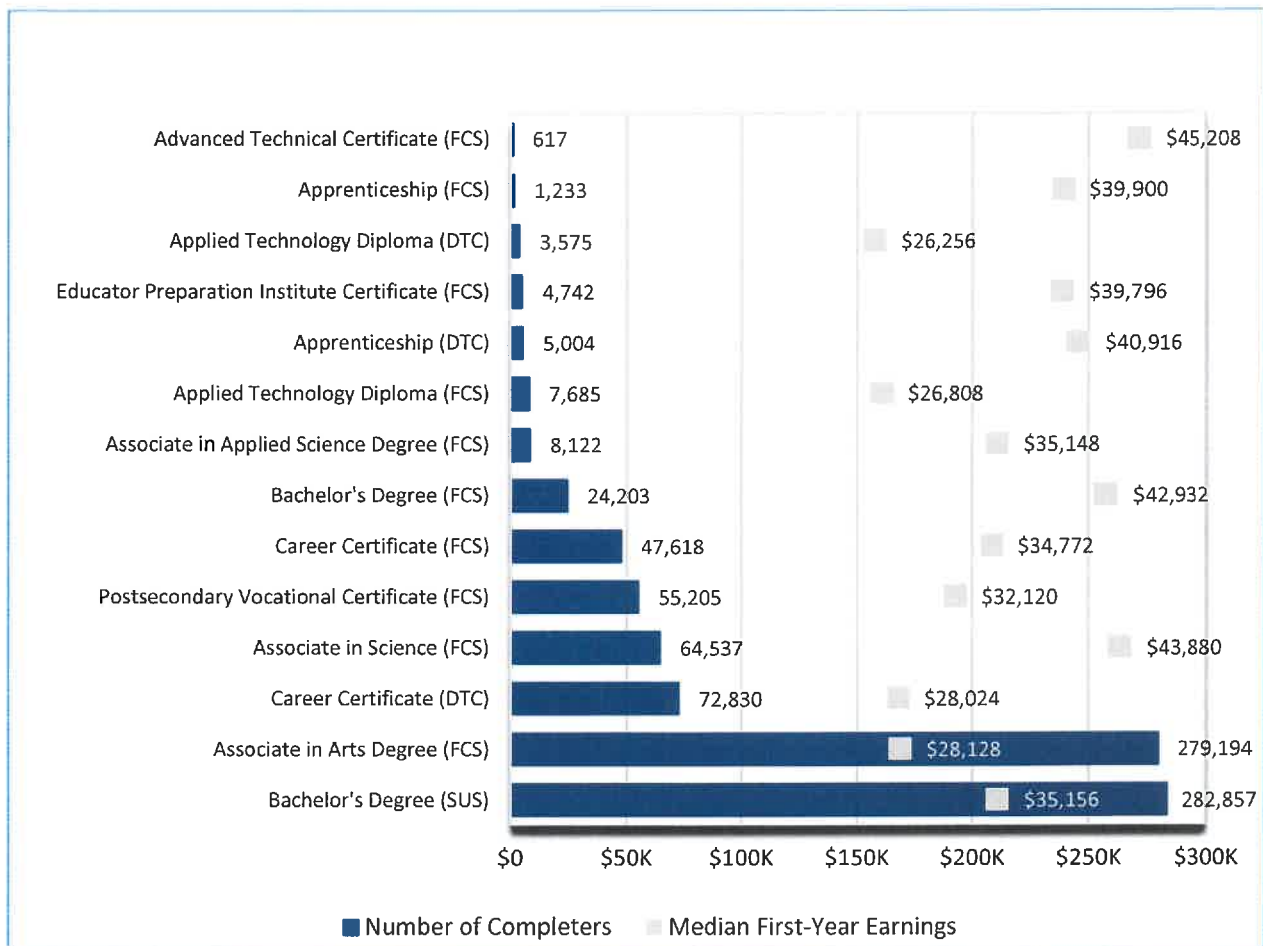 Advanced Technical Certificate (FCS) 617 $45,208
Apprenticeship (FCS) 1,233 $39,900
Applied Technology Diploma (DTC) 3,575 $26,256
Educator Preparation Institute Certificate (FCS) 4,742 $39,796
Apprenticeship (DTC) 5,004 $40,916
Applied Technology Diploma (FCS) 7,685 $26,808
Associate in Applied Science Degree (FCS) 8,122 $35,148
Bachelor's Degree (FCS) 24,203 $42,932
Career Certificate (FCS) 47,618 $34,772
Postsecondary Vocational Certificate (FCS) 55,205 $32,120
Associate in Science (FCS) 64,537 $43,880
Career Certificate (DTC) 72,830 $28,024
Associate in Arts Degree (FCS) $28,128 279,194
Bachelor's Degree (SUS) $35,156 282,857
$0 $50K $100K $150K $200K $250K $300K
Number of Completers Median First-Year Earnings